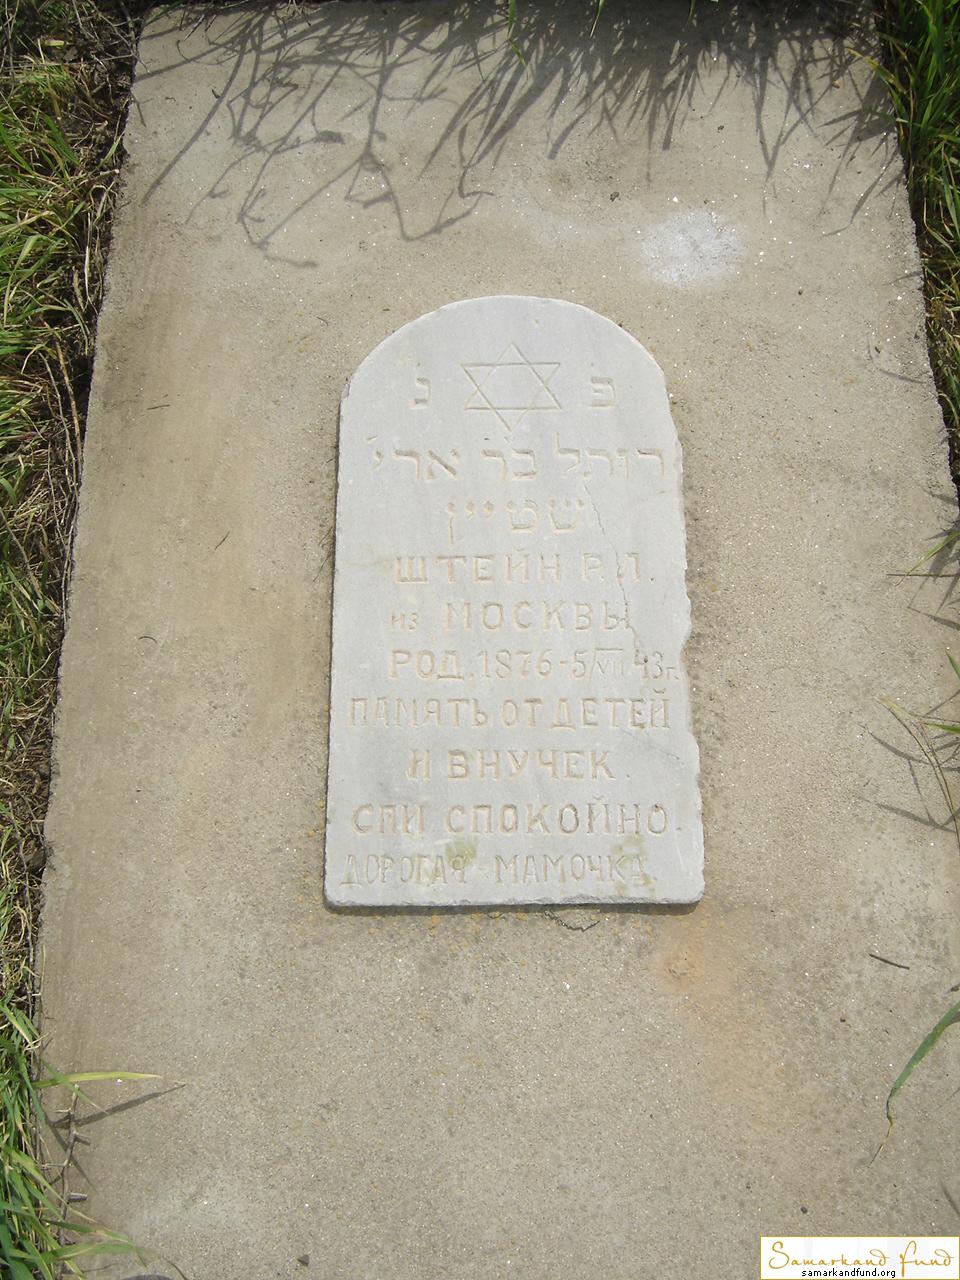 פ נ
רותל בר ארי
שטיין
ШТЕЙН Р.Л.
из МОСКВЫ
РОД. 1876-5/VII 43г.
ПАМЯТЬ ОТ ДЕТЕЙ
И ВНУЧЕК.
СПИ СПОКОЙНО.
ДОРОГАЯ МАМОЧКА.
Samarkand fund
samarkandfund.org